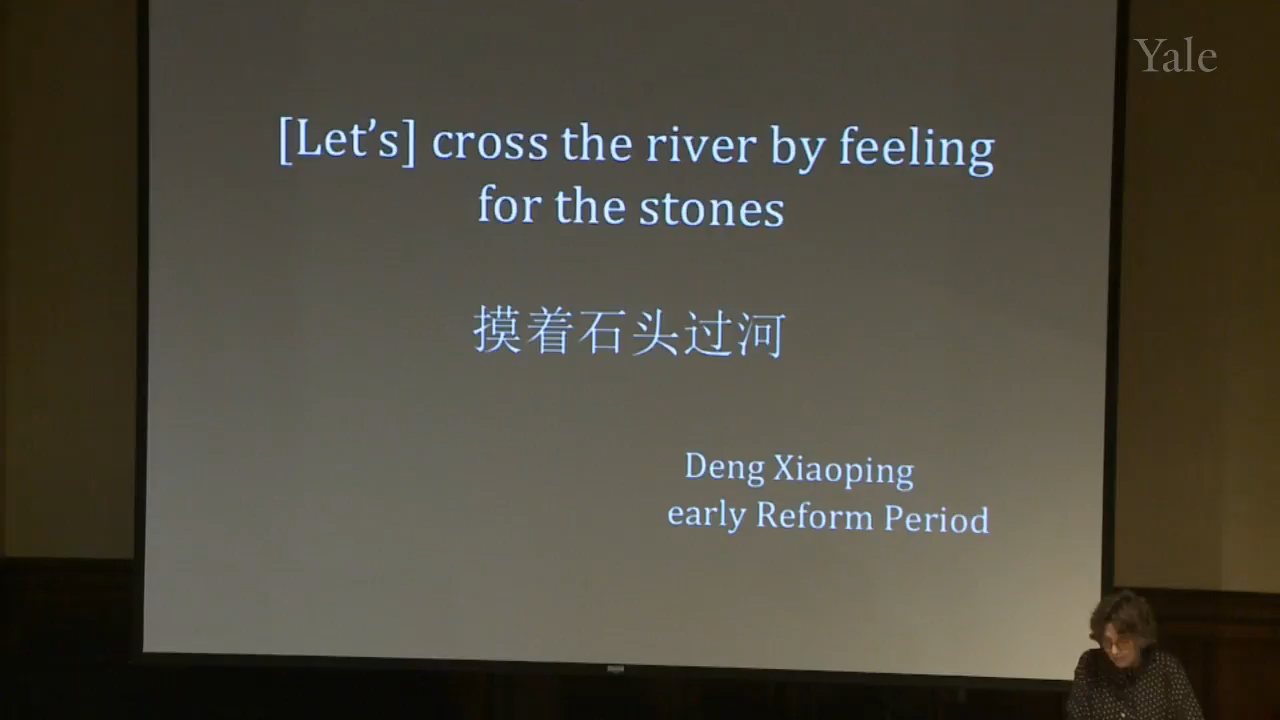 Yale
[Let's] cross the river by feeling
for the stones
摸着石头过河
Deng Xiaoping
early Reform Period